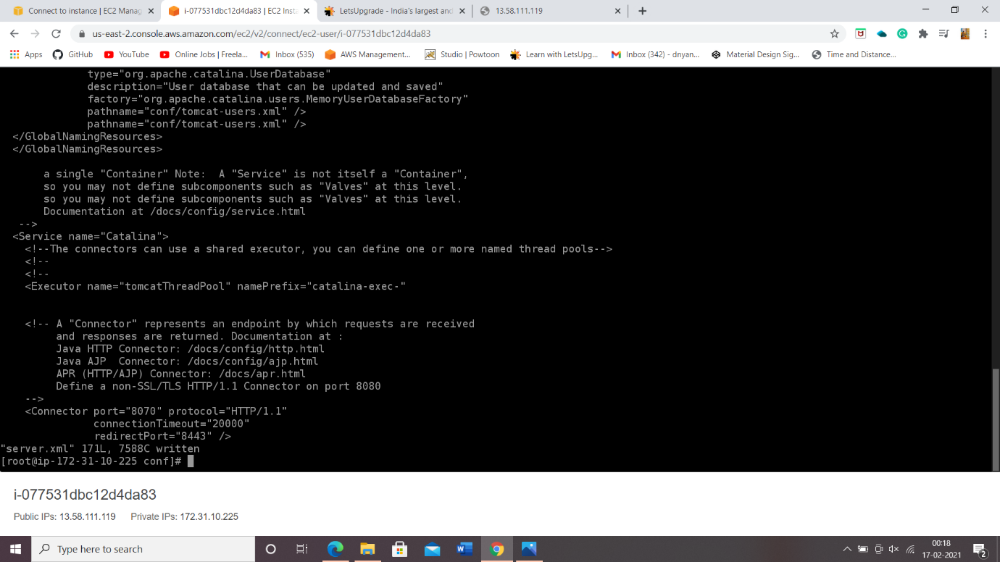 Connect to instance | EC2 Manag
i-077531dbc12d4da83 | EC2 Insta
LetsUpgrade - India's largest and
13.58.111.119
us-east-2.console.aws.amazon.com/ec2/v2/connect/ec2-user/i-077531dbc12d4da83
Apps
GitHub
YouTube
Online Jobs | Freela...
Inbox (535)
AWS Management...
Studio | Powtoon
Learn with LetsUpg...
Inbox (342) - dnyan...
Material Design Sig...
Time and Distance...
type="org.apache.catalina.UserDatabase"
description="User database that can be updated and saved"
factory="org.apache.catalina.users.MemoryUserDatabaseFactory"
pathname="conf/tomcat-users.xml" />
pathname="conf/tomcat-users.xml" />
</GlobalNamingResources>
</GlobalNamingResources>
a single "Container" Note:  A "Service" is not itself a "Container",
so you may not define subcomponents such as "Valves" at this level.
so you may not define subcomponents such as "Valves" at this level.
Documentation at /docs/config/service.html
-->
<Service name="Catalina">
<!--The connectors can use a shared executor, you can define one or more named thread pools-->
<!--
<!--
<Executor name="tomcatThreadPool" namePrefix="catalina-exec-"
<!-- A "Connector" represents an endpoint by which requests are received
and responses are returned. Documentation at :
Java HTTP Connector: /docs/config/http.html
Java AJP  Connector: /docs/config/ajp.html
APR (HTTP/AJP) Connector: /docs/apr.html
Define a non-SSL/TLS HTTP/1.1 Connector on port 8080
-->
<Connector port="8070" protocol="HTTP/1.1"
connectionTimeout="20000"
redirectPort="8443" />
"server.xml" 171L, 7588C written
[root@ip-172-31-10-225 conf]#
i-077531dbc12d4da83
Public IPs: 13.58.111.119 Private IPs: 172.31.10.225
Type here to search
00:18
17-02-2021
2